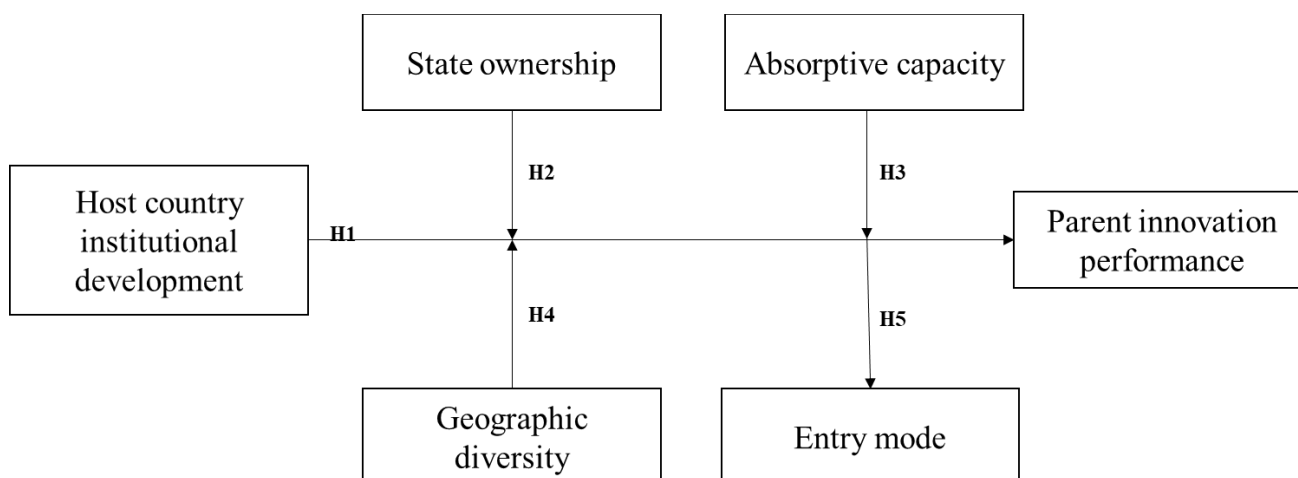 State ownership
Absorptive capacity
H2
H3
Host country
institutional
development
H1
Parent innovation
performance
H4
H5
Geographic
diversity
Entry mode